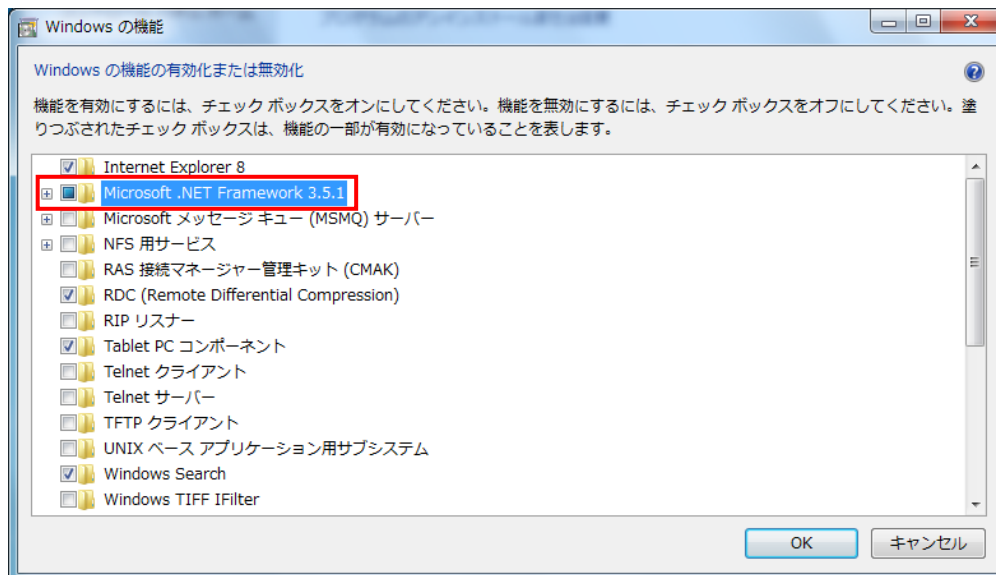 Windows の機能
Windows の機能の有効化または無効化
機能を有効にするには、チェック ボックスをオンにしてください。機能を無効にするには、チェック ボックスをオフにしてください。塗
りつぶされたチェック ボックスは、機能の一部が有効になっていることを表します。
Internet Explorer 8
Microsoft .NET Framework 3.5.1
Microsoft メッセージ キュー (MSMQ) サーバー
NFS 用サービス
RAS 接続マネージャー管理キット (CMAK)
RDC (Remote Differential Compression)
RIP リスナー
Tablet PC コンポーネント
Telnet クライアント
Telnet サーバー
TFTP クライアント
UNIX ベース アプリケーション用サブシステム
Windows Search
Windows TIFF IFilter
OK
キャンセル